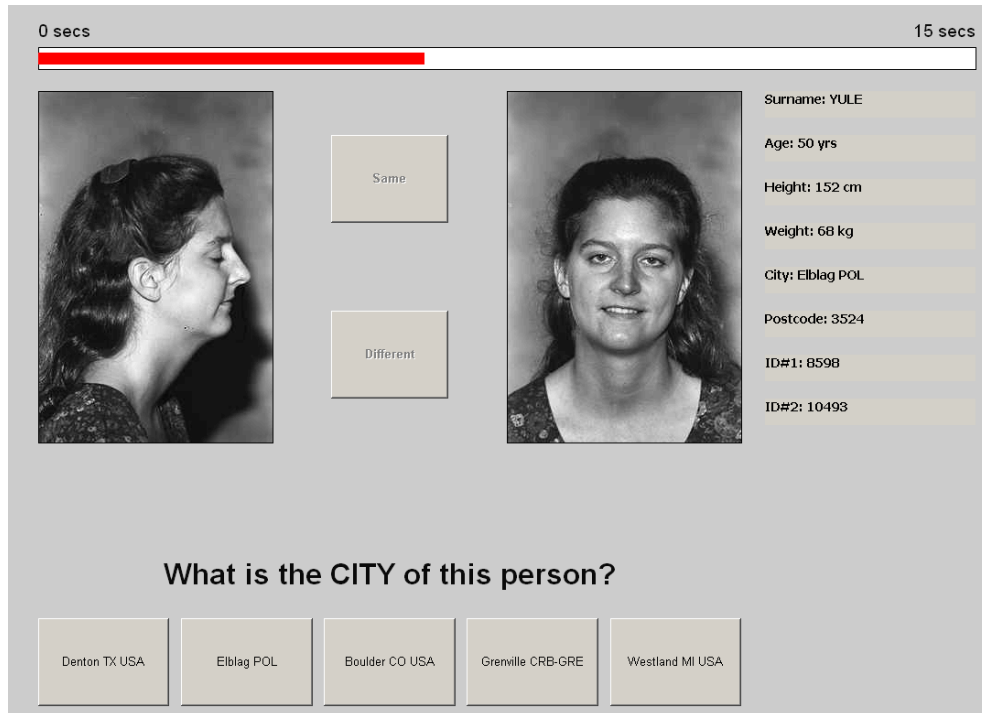 0 secs
15 secs
Same
Different
Surname: YULE
Age: 50 yrs
Height: 152 cm
Weight: 68 kg
City: Elblag POL
Postcode: 3524
ID#1: 8598
ID#2: 10493
What is the CITY of this person?
Denton TX USA
Elblag POL
Boulder CO USA
Grenville CRB-GRE
Westland MI USA